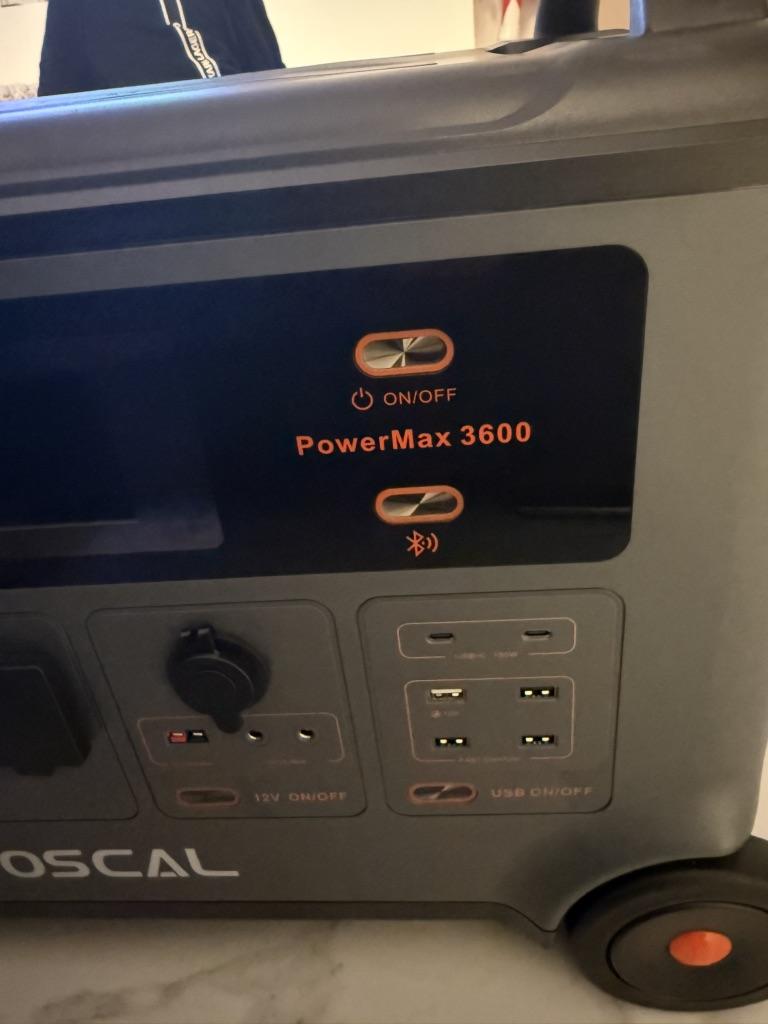 ON/OFF
PowerMax 3600
12V ON/OFF
USB ON/OFF
OSCAL